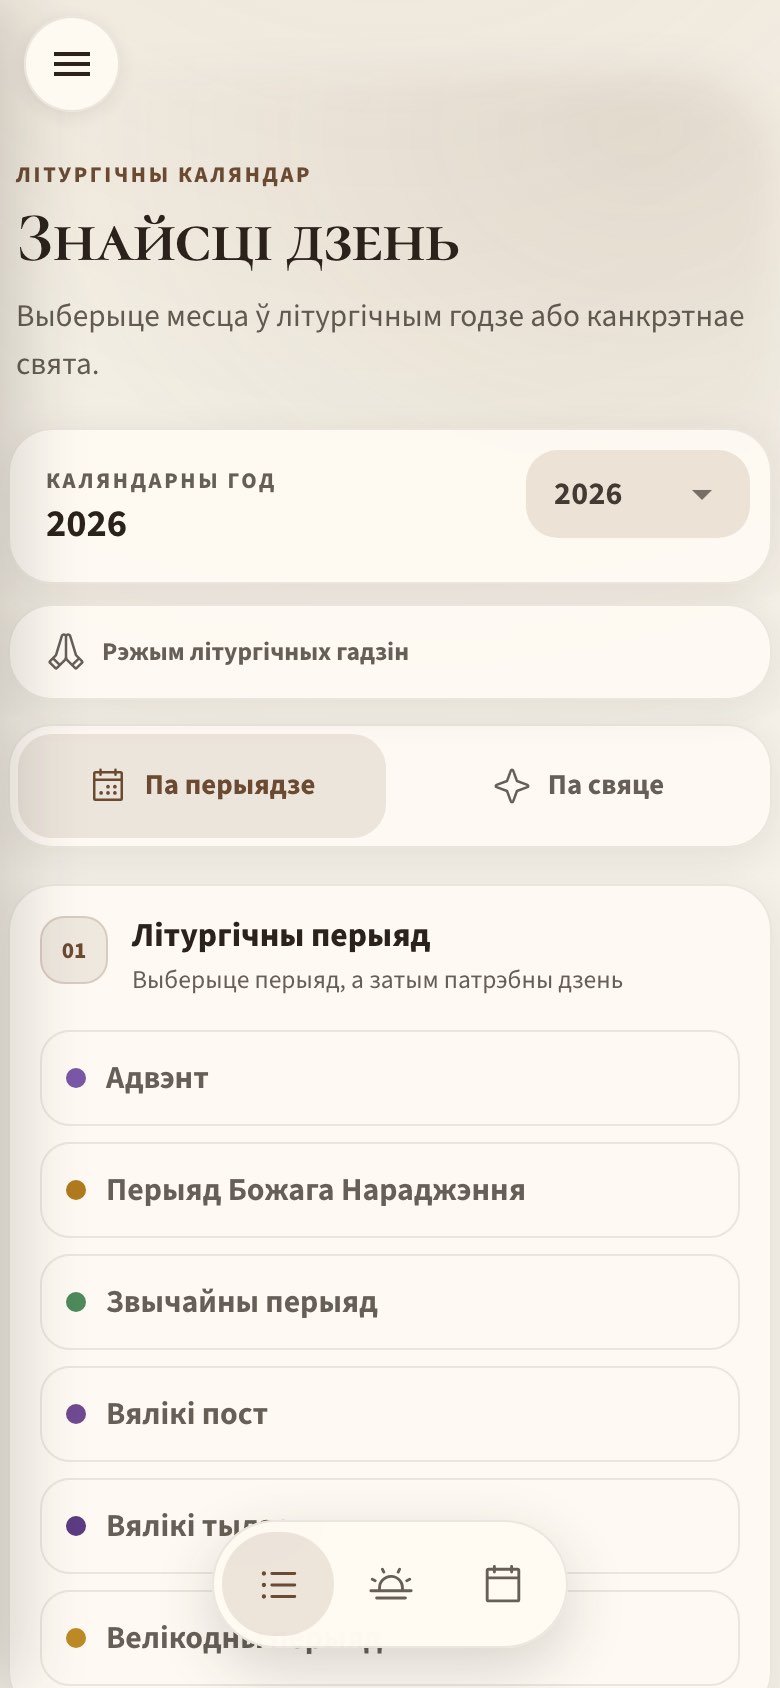 ЛІТУРГІЧНЫ КАЛЯНДАР
Знайсці дзень
Выберыце месца ў літургічным годзе або канкрэтнае
свята.
КАЛЯНДАРНЫ ГОД
2026
2026
Рэжым літургічных гадзін
Па перыядзе
Па свяце
01
Літургічны перыяд
Выберыце перыяд, а затым патрэбны дзень
Адвэнт
Перыяд Божага Нараджэння
Звычайны перыяд
Вялікі пост
Вялікі